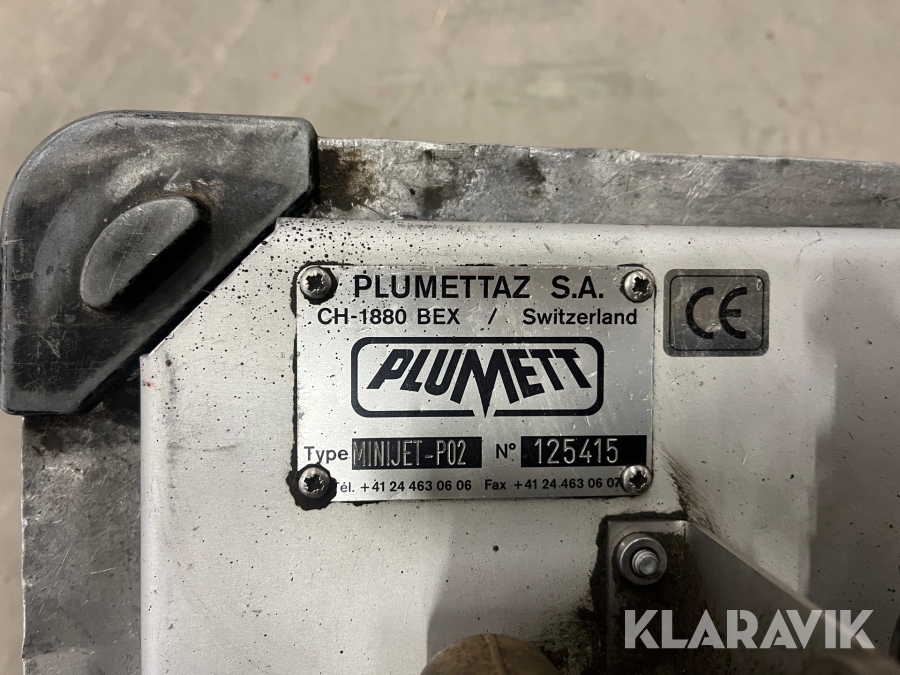 PLUMETTAZ S.A.
CH-1880 BEX / Switzerland
CE
PLUMETT
Type MINIJET-P02 N° 125415
Tél. +41 24 463 06 06 Fax +41 24 463 06 07
KLARAVIK